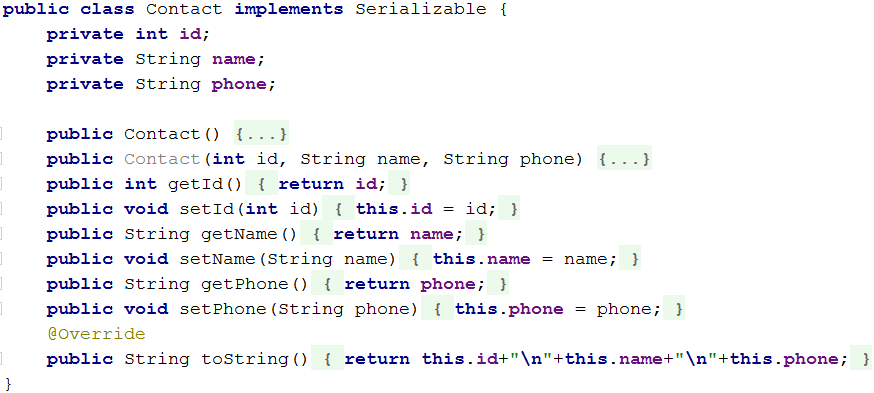 public class Contact implements Serializable {
    private int id;
    private String name;
    private String phone;

    public Contact() {...}
    public Contact(int id, String name, String phone) {...}
    public int getId() { return id; }
    public void setId(int id) { this.id = id; }
    public String getName() { return name; }
    public void setName(String name) { this.name = name; }
    public String getPhone() { return phone; }
    public void setPhone(String phone) { this.phone = phone; }
    @Override
    public String toString() { return this.id+"\n"+this.name+"\n"+this.phone; }
}